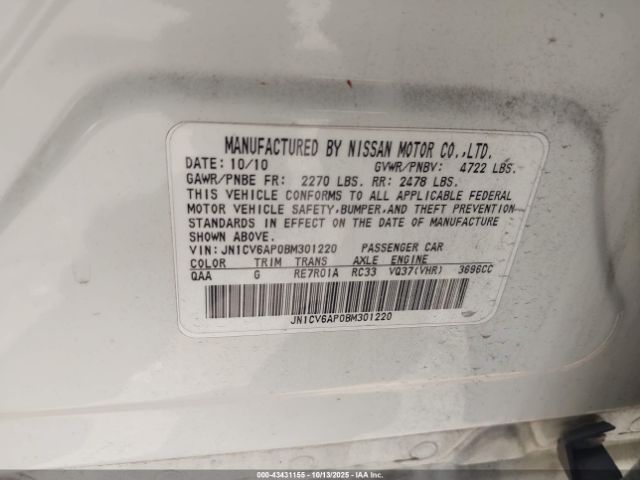 MANUFACTURED BY NISSAN MOTOR CO.,LTD.
DATE: 10/10 GVWR/PNBV: 4722 LBS.
GAWR/PNBE FR: 2270 LBS. RR: 2478 LBS.
THIS VEHICLE CONFORMS TO ALL APPLICABLE FEDERAL
MOTOR VEHICLE SAFETY, BUMPER, AND THEFT PREVENTION
STANDARDS IN EFFECT ON THE DATE OF MANUFACTURE
SHOWN ABOVE.
VIN: JN1CV6AP0BM301220 PASSENGER CAR
COLOR TRIM TRANS AXLE ENGINE
QAA G RE7R01A RC33 VQ37(VHR) 3696CC
JN1CV6AP0BM301220
000-43431155 - 10/13/2025 - IAA Inc.